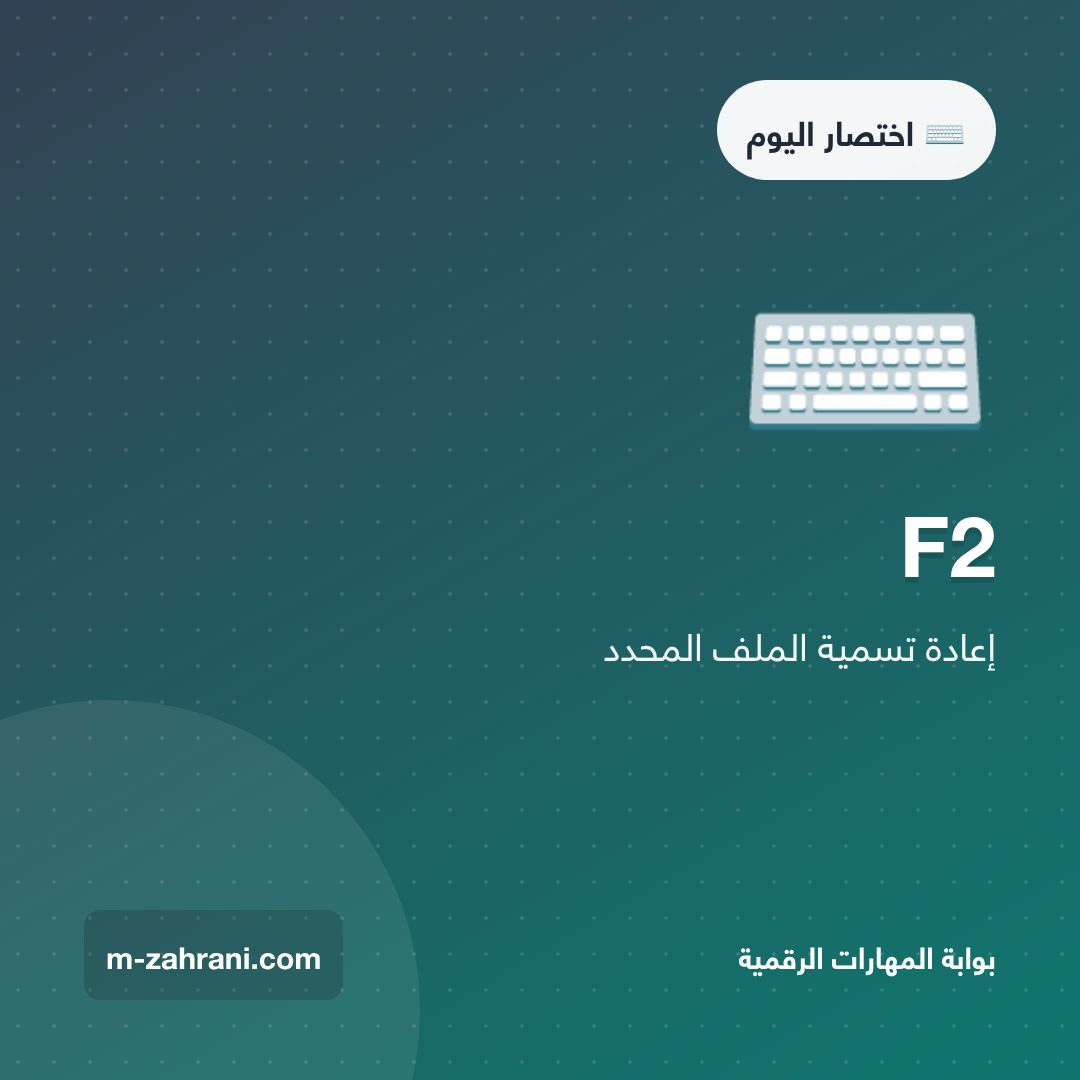 ⌨️ اختصار اليوم
F2
إعادة تسمية الملف المحدد
بوابة المهارات الرقمية
m-zahrani.com